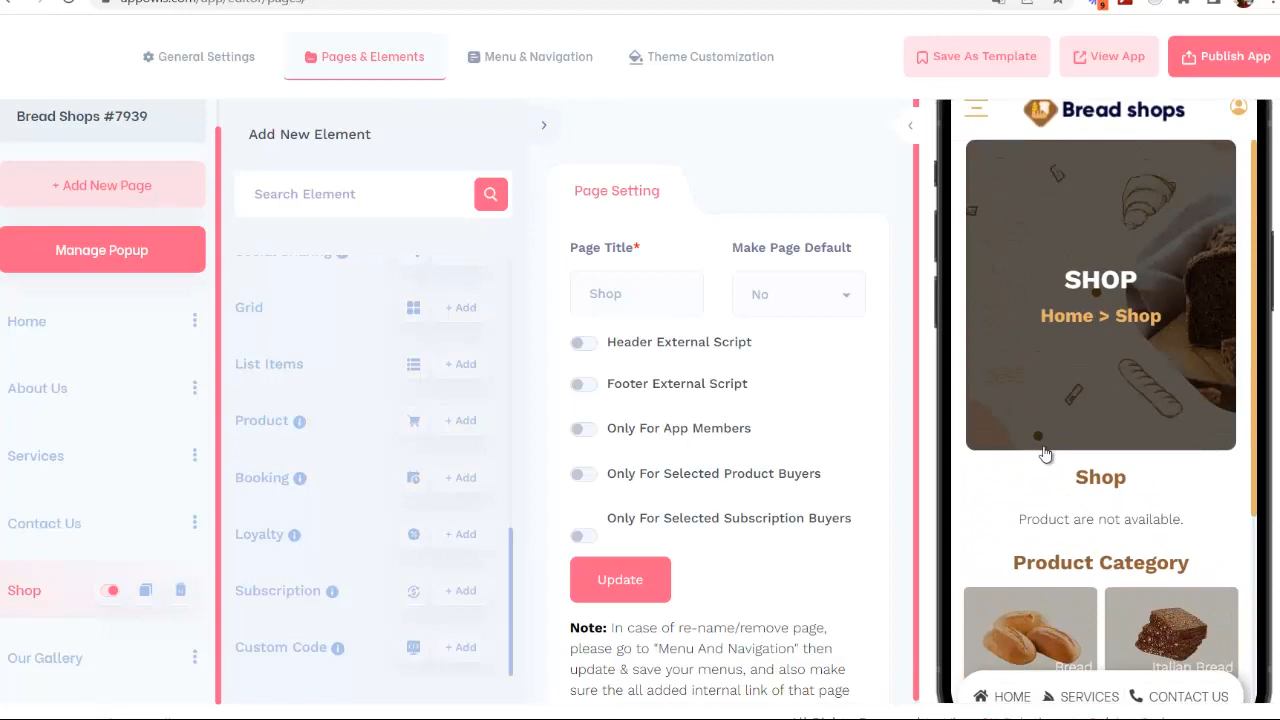 General Settings
Pages & Elements
Menu & Navigation
Theme Customization
Save As Template
View App
Publish App
Bread Shops #7939
+ Add New Page
Manage Popup
Home
About Us
Services
Contact Us
Shop
Our Gallery
Add New Element
Search Element
Grid + Add
List Items + Add
Product + Add
Booking + Add
Loyalty + Add
Subscription + Add
Custom Code + Add
Page Setting
Page Title*
Make Page Default
Shop
No
Header External Script
Footer External Script
Only For App Members
Only For Selected Product Buyers
Only For Selected Subscription Buyers
Update
Note: In case of re-name/remove page,
please go to "Menu And Navigation" then
update & save your menus, and also make
sure the all added internal link of that page
Bread shops
SHOP
Home > Shop
Shop
Product are not available.
Product Category
Bread
Italian Bread
HOME
SERVICES
CONTACT US